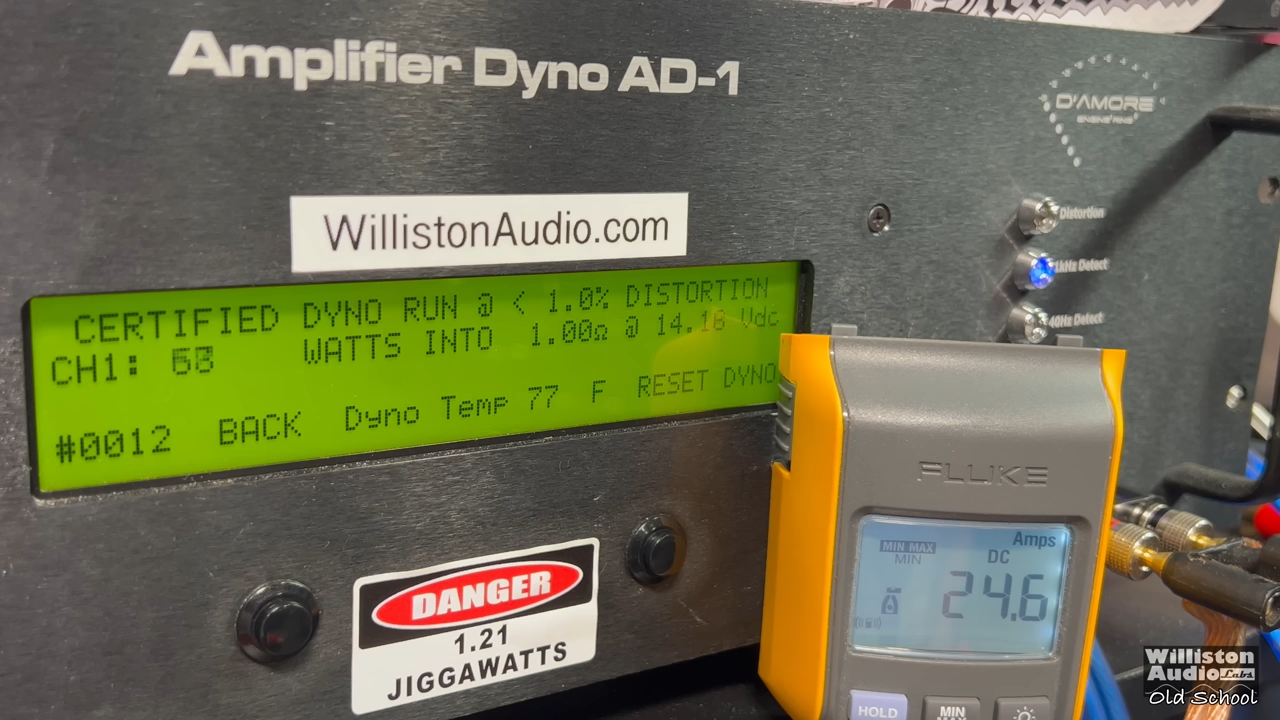 Amplifier Dyno AD-1
D'AMORE
ENGINEERING
WillistonAudio.com
Distortion
1kHz Detect
40Hz Detect
CERTIFIED DYNO RUN @ < 1.0% DISTORTION
CH1: WATTS INTO 1.00Ω @ 14.16 Vdc
#0012 BACK Dyno Temp 77 F RESET DYNO
FLUKE
MIN MAX Amps
MIN DC
24.6
DANGER
1.21
JIGGAWATTS
HOLD
MIN
MAX
Williston
Audio Labs
Old School